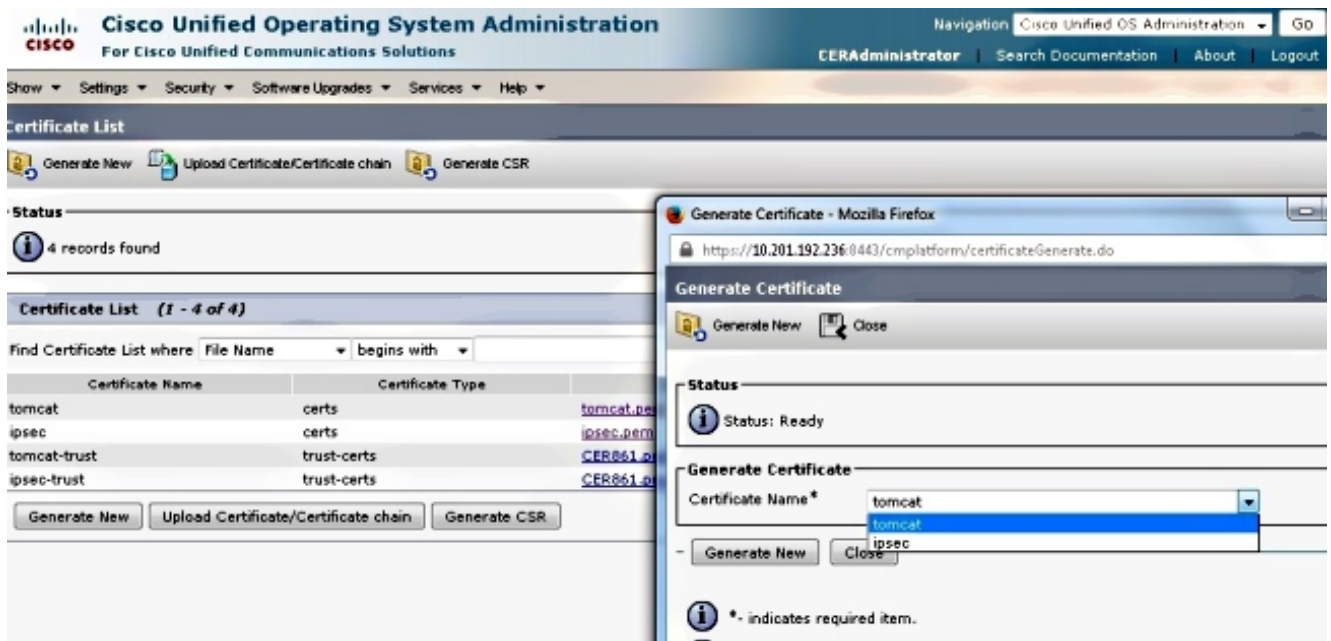 CISCO
Cisco Unified Operating System Administration
For Cisco Unified Communications Solutions
Navigation Cisco Unified OS Administration Go
CERAdministrator | Search Documentation | About | Logout
Show Settings Security Software Upgrades Services Help
Certificate List
Generate New Upload Certificate/Certificate chain Generate CSR
Status
4 records found
Certificate List (1 - 4 of 4)
Find Certificate List where File Name begins with
Certificate Name Certificate Type
tomcat certs tomcat.pe
ipsec certs ipsec.pem
tomcat-trust trust-certs CER861.p
ipsec-trust trust-certs CER861.p
Generate New Upload Certificate/Certificate chain Generate CSR
Generate Certificate - Mozilla Firefox
https://10.201.192.236:8443/cmplatform/certificateGenerate.do
Generate Certificate
Generate New Close
Status
Status: Ready
Generate Certificate
Certificate Name* tomcat
tomcat
ipsec
- Generate New Close
*- indicates required item.